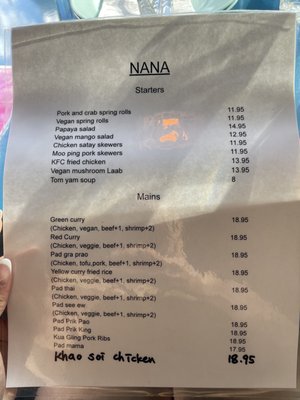 NANA
Starters
Pork and crab spring rolls 11.95
Vegan spring rolls 11.95
Papaya salad 14.95
Vegan mango salad 12.95
Chicken satay skewers 11.95
Moo ping pork skewers 11.95
KFC fried chicken 13.95
Vegan mushroom Laab 13.95
Tom yam soup 8
Mains
Green curry 18.95
(Chicken, vegan, beef+1, shrimp+2)
Red Curry 18.95
(Chicken, veggie, beef+1, shrimp+2)
Pad gra prao 18.95
(Chicken, tofu,pork, beef+1, shrimp+2)
Yellow curry fried rice 18.95
(Chicken, veggie, beef+1, shrimp+2)
Pad thai 18.95
(Chicken, veggie, beef+1, shrimp+2)
Pad see ew 18.95
(Chicken, veggie, beef+1, shrimp+2)
Pad Prik Pao 18.95
Pad Prik King 18.95
Kua Gling Pork Ribs 18.95
Pad mama 17.95
Khao soi chicken 18.95